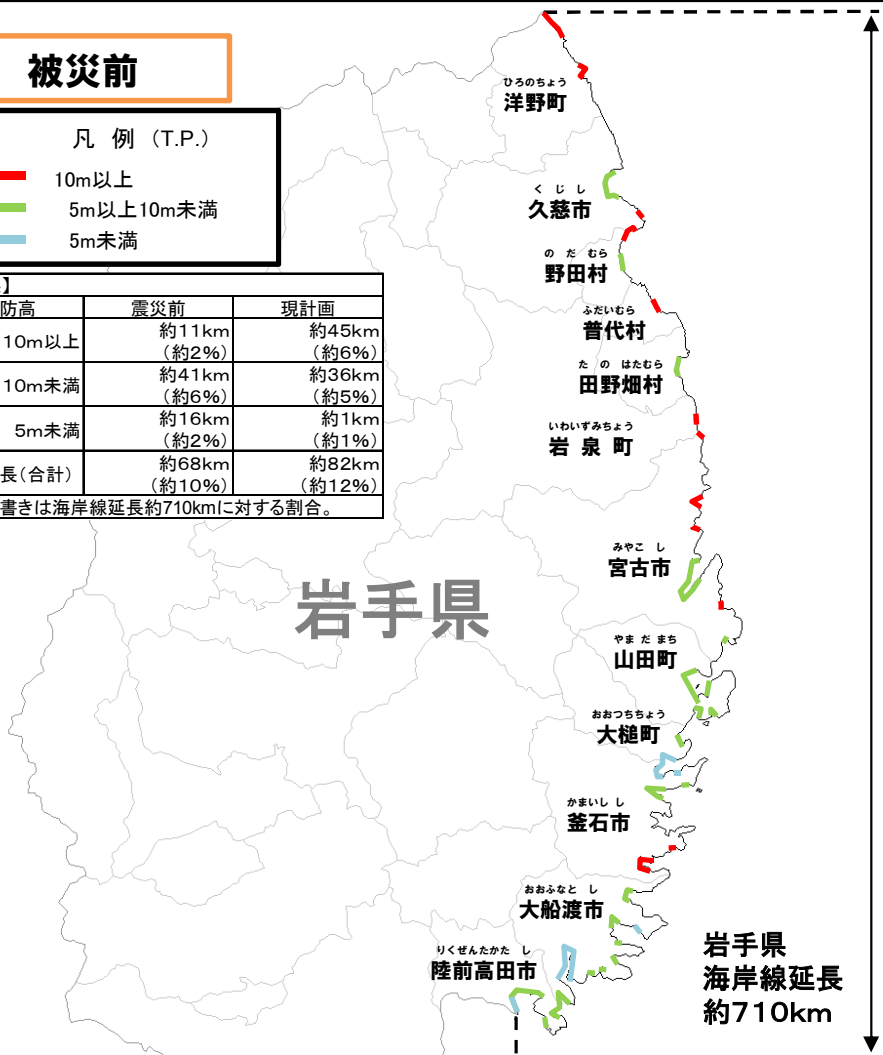 被災前
凡 例 (T.P.)
10m以上
5m以上10m未満
5m未満
】
防高 震災前 現計画
10m以上 約11km 約45km
(約2%) (約6%)
10m未満 約41km 約36km
(約6%) (約5%)
5m未満 約16km 約1km
(約2%) (約1%)
長(合計) 約68km 約82km
(約10%) (約12%)
書きは海岸線延長約710kmに対する割合。
ひろのちょう
洋野町
くじし
久慈市
のだむら
野田村
ふだいむら
普代村
たのはたむら
田野畑村
いわいずみちょう
岩泉町
みやこし
宮古市
岩手県
やまだまち
山田町
おおつちちょう
大槌町
かまいしし
釜石市
おおふなとし
大船渡市
りくぜんたかたし
陸前高田市
岩手県
海岸線延長
約710km